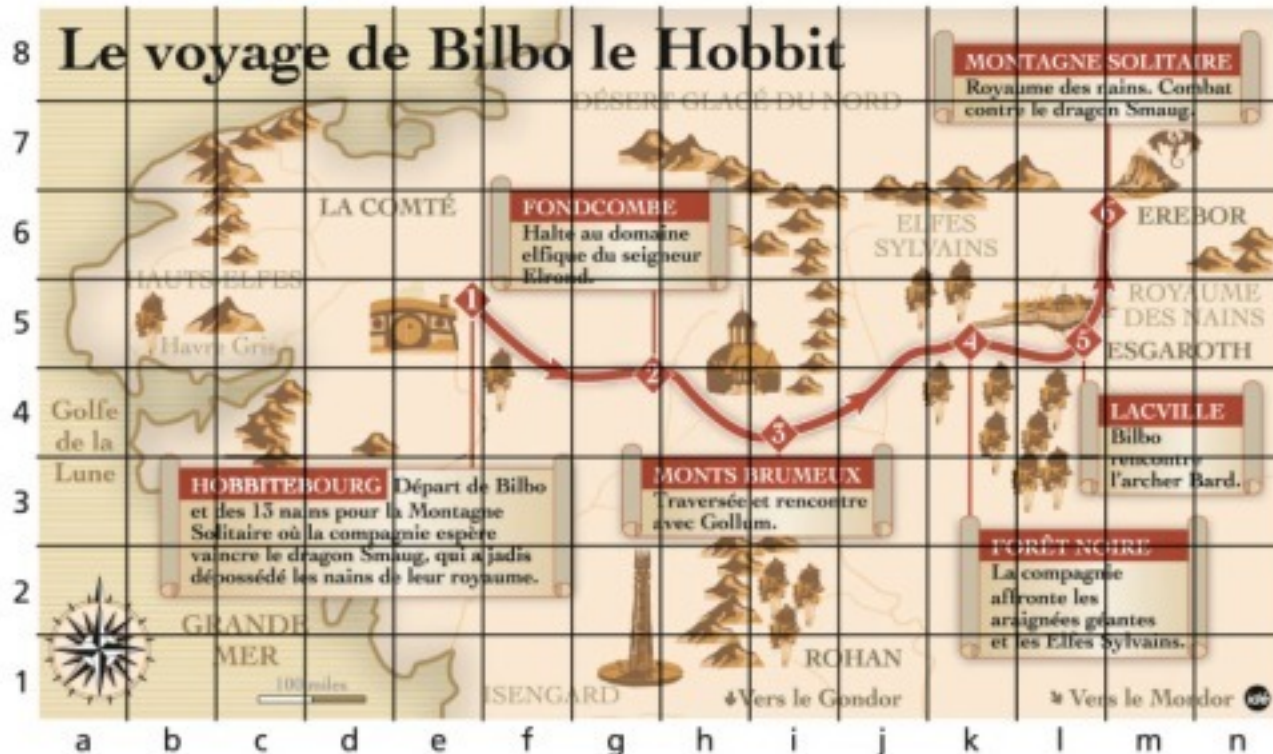 Le voyage de Bilbo le Hobbit
8
MONTAGNE SOLITAIRE
Royaume des nains. Combat
contre le dragon Smaug.
DÉSERT GLACÉ DU NORD
7
LA COMTÉ
FONDCOMBE
Halte au domaine
elfique du seigneur
Elrond.
ELFES
SYLVAINS
6
EREBOR
6
HAUTS ELFES
Havre Gris
1
5
ROYAUME
DES NAINS
ESGAROTH
4
5
2
3
4
Golfe
de la
Lune
LACVILLE
Bilbo
rencontre
l'archer Bard.
HOBBITEBOURG Départ de Bilbo
et des 13 nains pour la Montagne
Solitaire où la compagnie espère
vaincre le dragon Smaug, qui a jadis
dépossédé les nains de leur royaume.
MONTS BRUMEUX
Traversée et rencontre
avec Gollum.
3
FORÊT NOIRE
La compagnie
affronte les
araignées géantes
et les Elfes Sylvains.
2
GRANDE
MER
1
100 miles
ISENGARD
ROHAN
Vers le Gondor
Vers le Mordor
a b c d e f g h i j k l m n